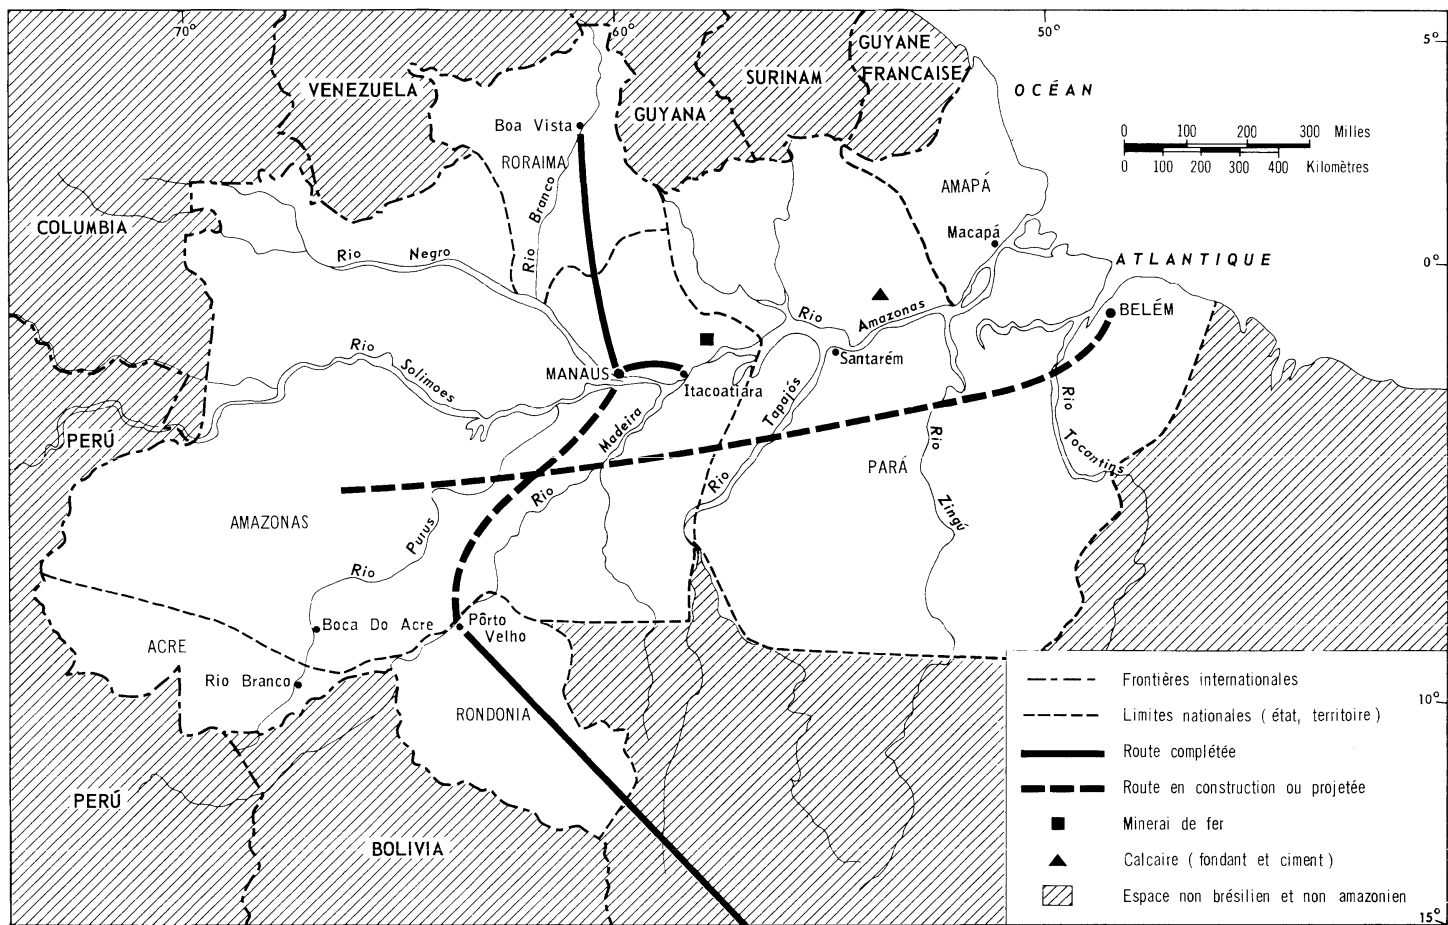 70°
60°
50°
5°
GUYANE
FRANCAISE
SURINAM
VENEZUELA
GUYANA
OCÉAN
Boa Vista
0 100 200 300 Milles
0 100 200 300 400 Kilomètres
RORAIMA
Branco
Rio
AMAPÁ
COLUMBIA
Macapá
Rio Negro
ATLANTIQUE
0°
Rio Amazonas
BELÉM
Rio Solimoes
Santarém
MANAUS
Itacoatiara
Rio Tapajós
Rio Madeira
Rio Tocantins
PERÚ
PARÁ
Rio Zingú
AMAZONAS
Rio Purus
Boca Do Acre
Pôrto
Velho
ACRE
Rio Branco
RONDONIA
PERÚ
BOLIVIA
10°
15°
Frontières internationales
Limites nationales (état, territoire)
Route complétée
Route en construction ou projetée
Minerai de fer
Calcaire (fondant et ciment)
Espace non brésilien et non amazonien